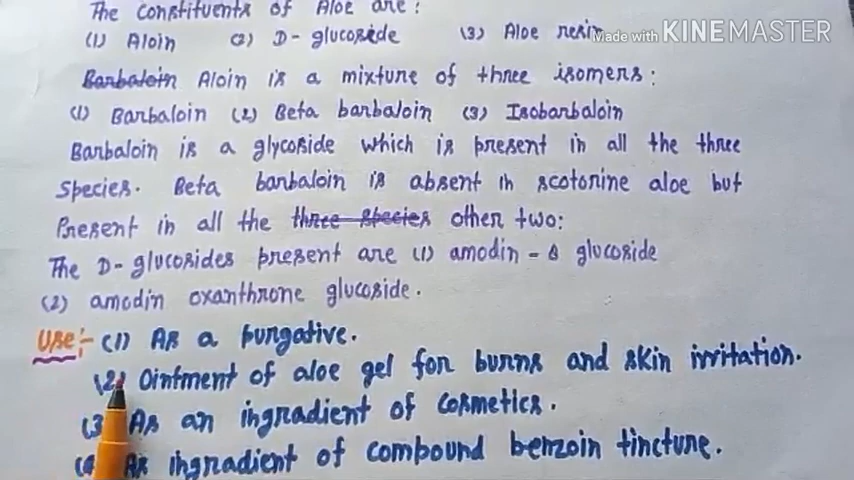 The constituents of Aloe are:
(1) Aloin (2) D-glucoside (3) Aloe resin
Made with KINEMASTER
Barbaloin Aloin is a mixture of three isomers:
(1) Barbaloin (2) Beta barbaloin (3) Isobarbaloin
Barbaloin is a glycoside which is present in all the three
species. Beta barbaloin is absent in scotorine aloe but
Present in all the three species other two:
The D-glucosides present are (1) amodin - 8 glucoside
(2) amodin oxanthrone glucoside.
Use:- (1) As a purgative.
(2) Ointment of aloe gel for burns and skin irritation.
(3 As an ingradient of cosmetics.
(4 As ingradient of compound benzoin tincture.